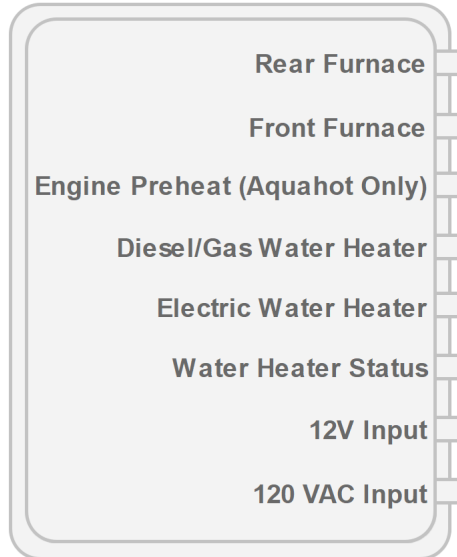 Rear Furnace
Front Furnace
Engine Preheat (Aquahot Only)
Diesel/Gas Water Heater
Electric Water Heater
Water Heater Status
12V Input
120 VAC Input